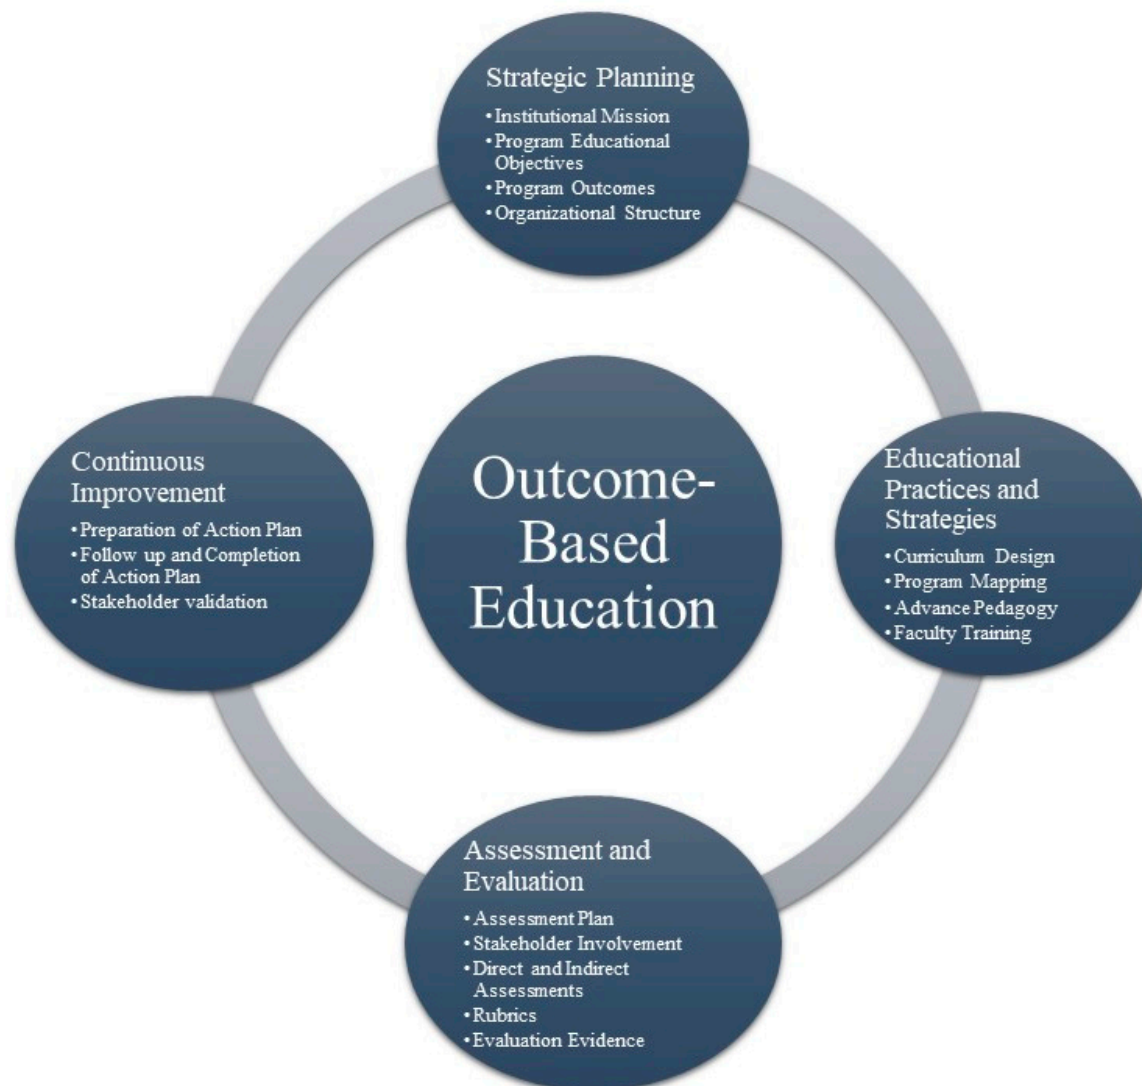 Strategic Planning
•Institutional Mission
•Program Educational
Objectives
•Program Outcomes
•Organizational Structure
Educational
Practices and
Strategies
•Curriculum Design
•Program Mapping
•Advance Pedagogy
•Faculty Training
Assessment and
Evaluation
•Assessment Plan
•Stakeholder Involvement
•Direct and Indirect
Assessments
•Rubrics
•Evaluation Evidence
Continuous
Improvement
•Preparation of Action Plan
•Follow up and Completion
of Action Plan
•Stakeholder validation
Outcome-
Based
Education